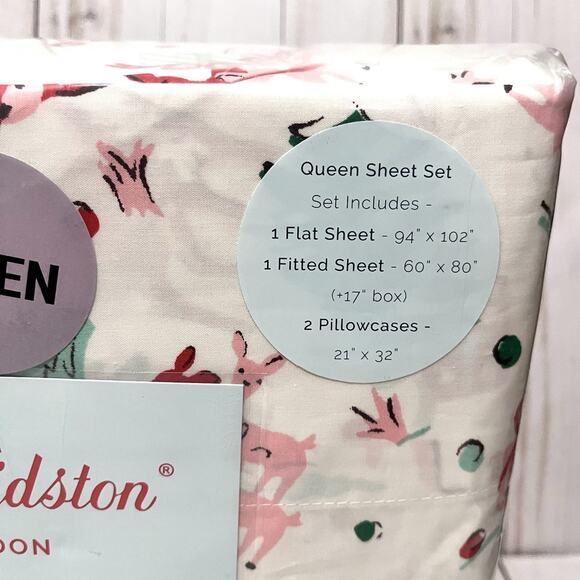 Queen Sheet Set
Set Includes -
1 Flat Sheet - 94" x 102"
1 Fitted Sheet - 60" x 80"
(+17" box)
2 Pillowcases -
21" x 32"
EN
idston®
DON